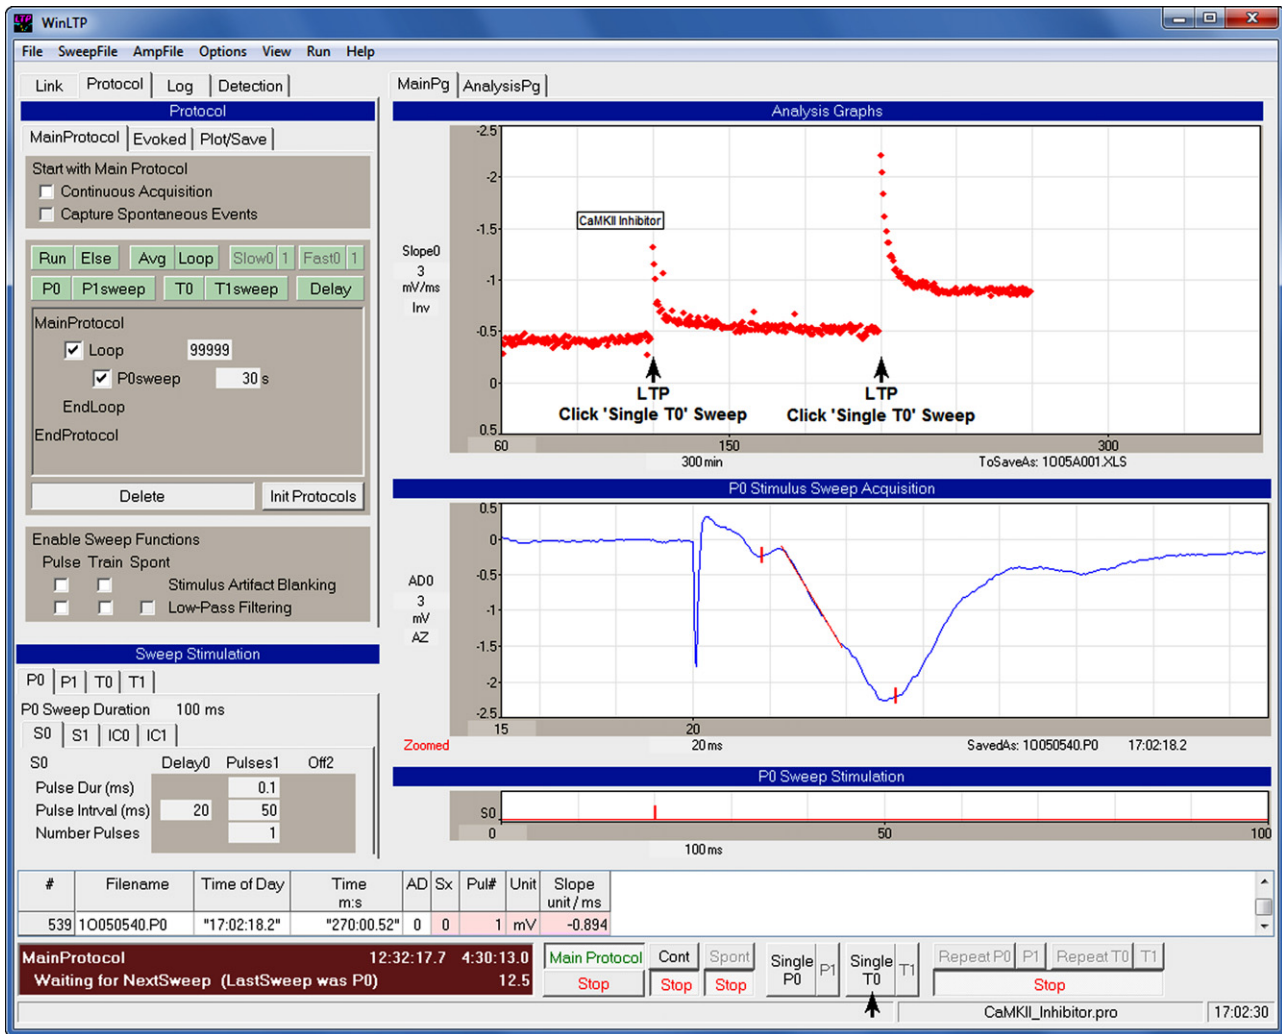 WinLTP
File SweepFile AmpFile Options View Run Help
Link Protocol Log Detection
Protocol
MainProtocol Evoked Plot/Save
Start with Main Protocol
Continuous Acquisition
Capture Spontaneous Events
Run Else Avg Loop Slow0 1 Fast0 1
P0 P1sweep T0 T1sweep Delay
MainProtocol
Loop 99999
P0sweep 30 s
EndLoop
EndProtocol
Delete Init Protocols
Enable Sweep Functions
Pulse Train Spont
Stimulus Artifact Blanking
Low-Pass Filtering
Sweep Stimulation
P0 P1 T0 T1
P0 Sweep Duration 100 ms
S0 S1 IC0 IC1
S0 Delay0 Pulses1 Off2
Pulse Dur (ms) 0.1
Pulse Intrval (ms) 20 50
Number Pulses 1
MainPg AnalysisPg
Analysis Graphs
-2.5
-2
-1.5
-1
-0.5
0
0.5
Slope0
3
mV/ms
Inv
CaMKII Inhibitor
LTP
Click 'Single T0' Sweep
LTP
Click 'Single T0' Sweep
60 150 300
300 min ToSaveAs: 1O05A001.XLS
P0 Stimulus Sweep Acquisition
0.5
0
-0.5
-1
-1.5
-2
-2.5
AD0
3
mV
AZ
15 20
Zoomed 20 ms SavedAs: 10050540.P0 17:02:18.2
P0 Sweep Stimulation
S0
0 50 100
100 ms
# Filename Time of Day Time m:s AD Sx Pul# Unit Slope unit / ms
539 1O050540.P0 "17:02:18.2" "270:00.52" 0 0 1 mV -0.894
MainProtocol 12:32:17.7 4:30:13.0
Waiting for NextSweep (LastSweep was P0) 12.5
Main Protocol Cont Spont
Stop Stop Stop
Single P0 P1 Single T0 T1
Repeat P0 P1 Repeat T0 T1
Stop
CaMKII_Inhibitor.pro 17:02:30